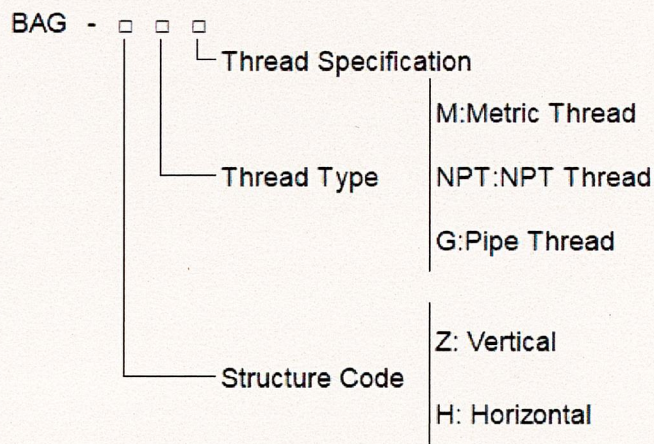 BAG - □ □ □
Thread Specification
M:Metric Thread
Thread Type
NPT:NPT Thread
G:Pipe Thread
Z: Vertical
Structure Code
H: Horizontal